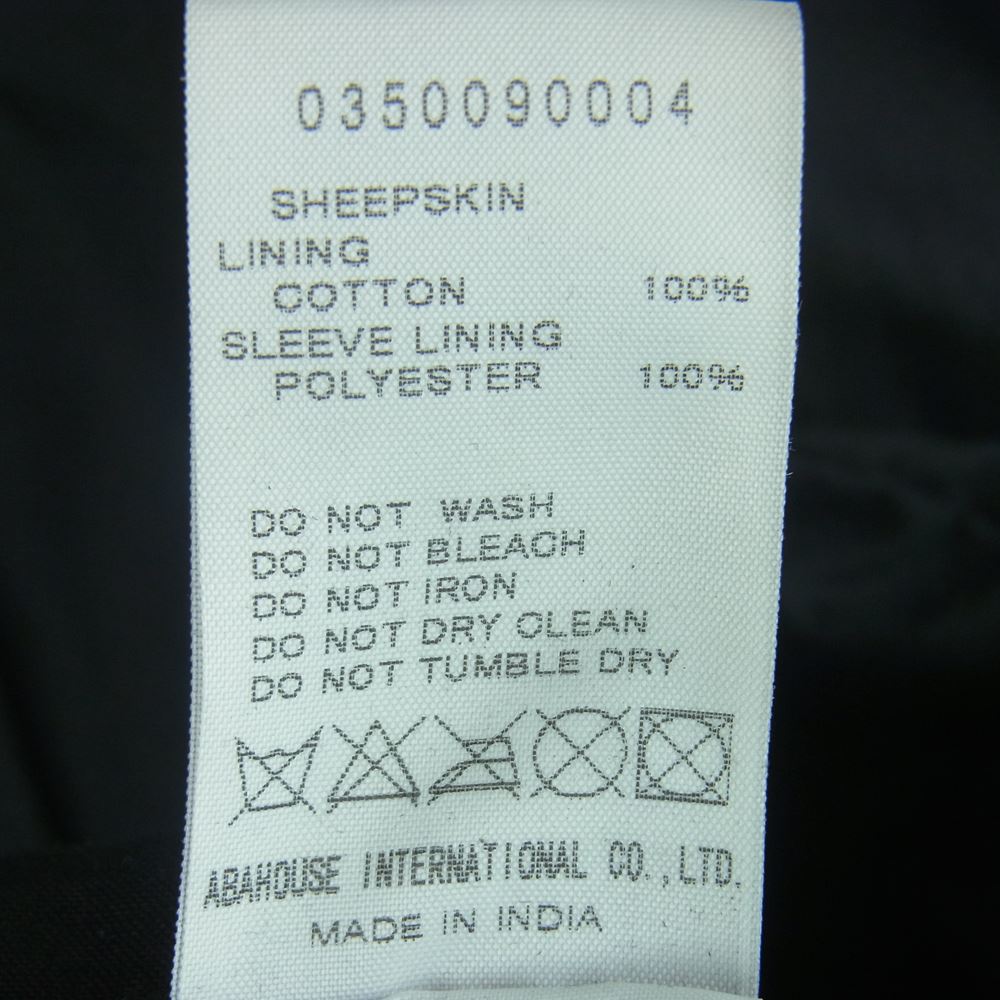 0350090004
SHEEPSKIN
LINING
COTTON 100%
SLEEVE LINING
POLYESTER 100%
DO NOT WASH
DO NOT BLEACH
DO NOT IRON
DO NOT DRY CLEAN
DO NOT TUMBLE DRY
ABAHOUSE INTERNATIONAL CO.,LTD.
MADE IN INDIA